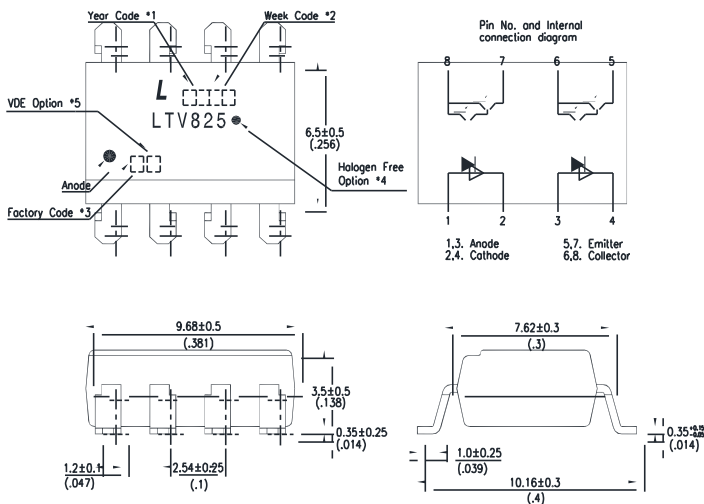 Year Code *1
Week Code *2
VDE Option *5
L
LTV825
Anode
Factory Code *3
Halogen Free
Option *4
6.5±0.5
(.256)
Pin No. and Internal
connection diagram
8 7 6 5
1 2 3 4
1,3. Anode
2,4. Cathode
5,7. Emitter
6,8. Collector
9.68±0.5
(.381)
3.5±0.5
(.138)
0.35±0.25
(.014)
1.2±0.1
(.047)
2.54±0.25
(.1)
7.62±0.3
(.3)
0.35+0.15
-0.05
(.014)
1.0±0.25
(.039)
10.16±0.3
(.4)